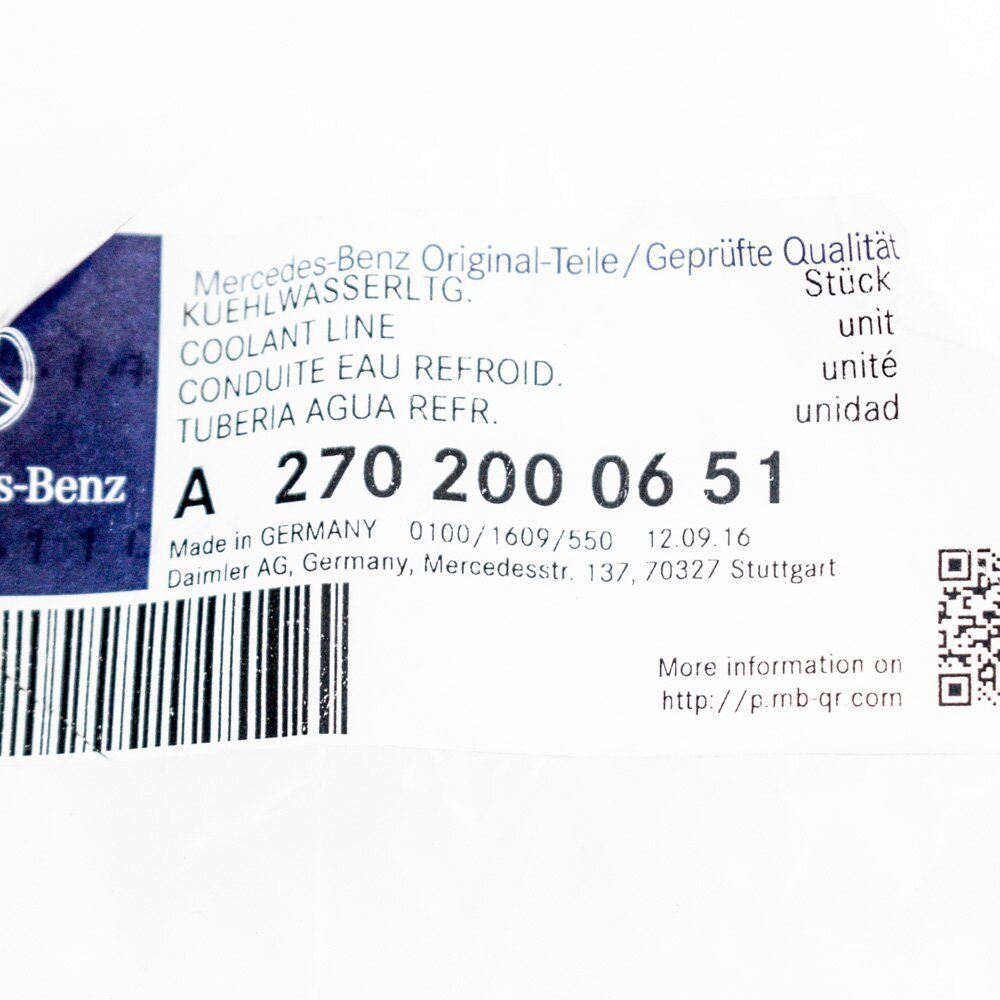 Mercedes-Benz Original-Teile/Geprüfte Qualität
KUEHLWASSERLTG. Stück
COOLANT LINE unit
CONDUITE EAU REFROID. unité
TUBERIA AGUA REFR. unidad
s-Benz
A 270 200 06 51
Made in GERMANY 0100/1609/550 12.09.16
Daimler AG, Germany, Mercedesstr. 137, 70327 Stuttgart
More information on
http://p.mb-qr.com